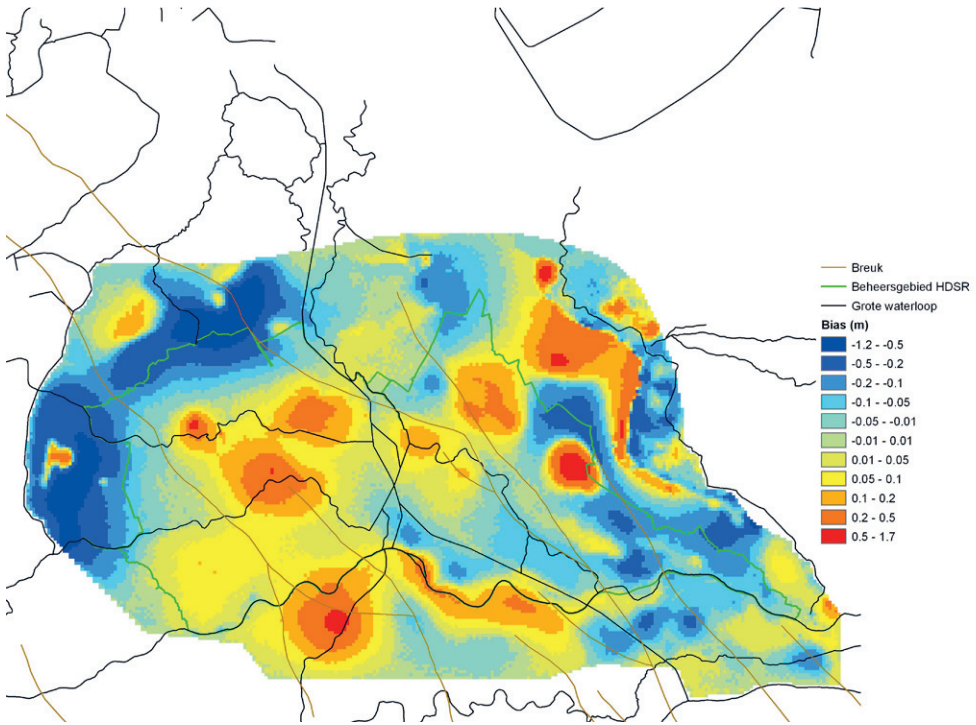 Breuk
Beheersgebied HDSR
Grote waterloop
Bias (m)
-1.2 - -0.5
-0.5 - -0.2
-0.2 - -0.1
-0.1 - -0.05
-0.05 - -0.01
-0.01 - 0.01
0.01 - 0.05
0.05 - 0.1
0.1 - 0.2
0.2 - 0.5
0.5 - 1.7